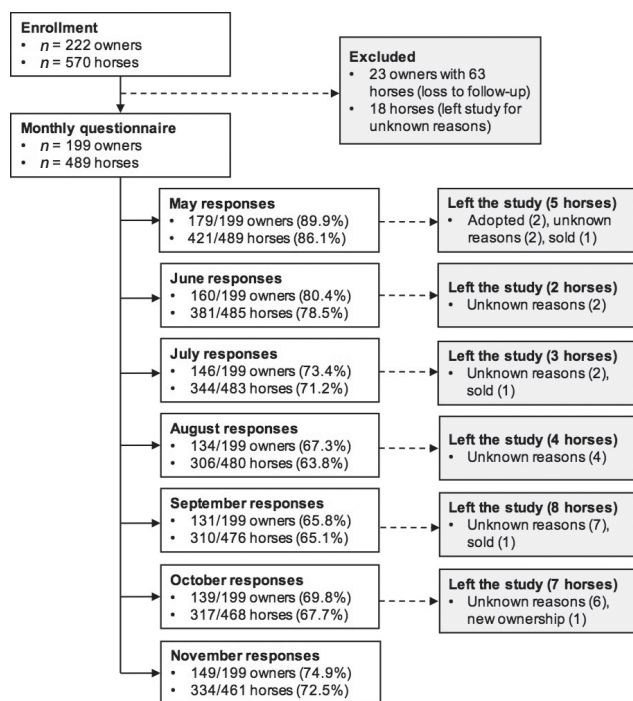 Enrollment
• n = 222 owners
• n = 570 horses
Excluded
• 23 owners with 63
horses (loss to follow-up)
• 18 horses (left study for
unknown reasons)
Monthly questionnaire
• n = 199 owners
• n = 489 horses
May responses
• 179/199 owners (89.9%)
• 421/489 horses (86.1%)
Left the study (5 horses)
• Adopted (2), unknown
reasons (2), sold (1)
June responses
• 160/199 owners (80.4%)
• 381/485 horses (78.5%)
Left the study (2 horses)
• Unknown reasons (2)
July responses
• 146/199 owners (73.4%)
• 344/483 horses (71.2%)
Left the study (3 horses)
• Unknown reasons (2),
sold (1)
August responses
• 134/199 owners (67.3%)
• 306/480 horses (63.8%)
Left the study (4 horses)
• Unknown reasons (4)
September responses
• 131/199 owners (65.8%)
• 310/476 horses (65.1%)
Left the study (8 horses)
• Unknown reasons (7),
sold (1)
October responses
• 139/199 owners (69.8%)
• 317/468 horses (67.7%)
Left the study (7 horses)
• Unknown reasons (6),
new ownership (1)
November responses
• 149/199 owners (74.9%)
• 334/461 horses (72.5%)